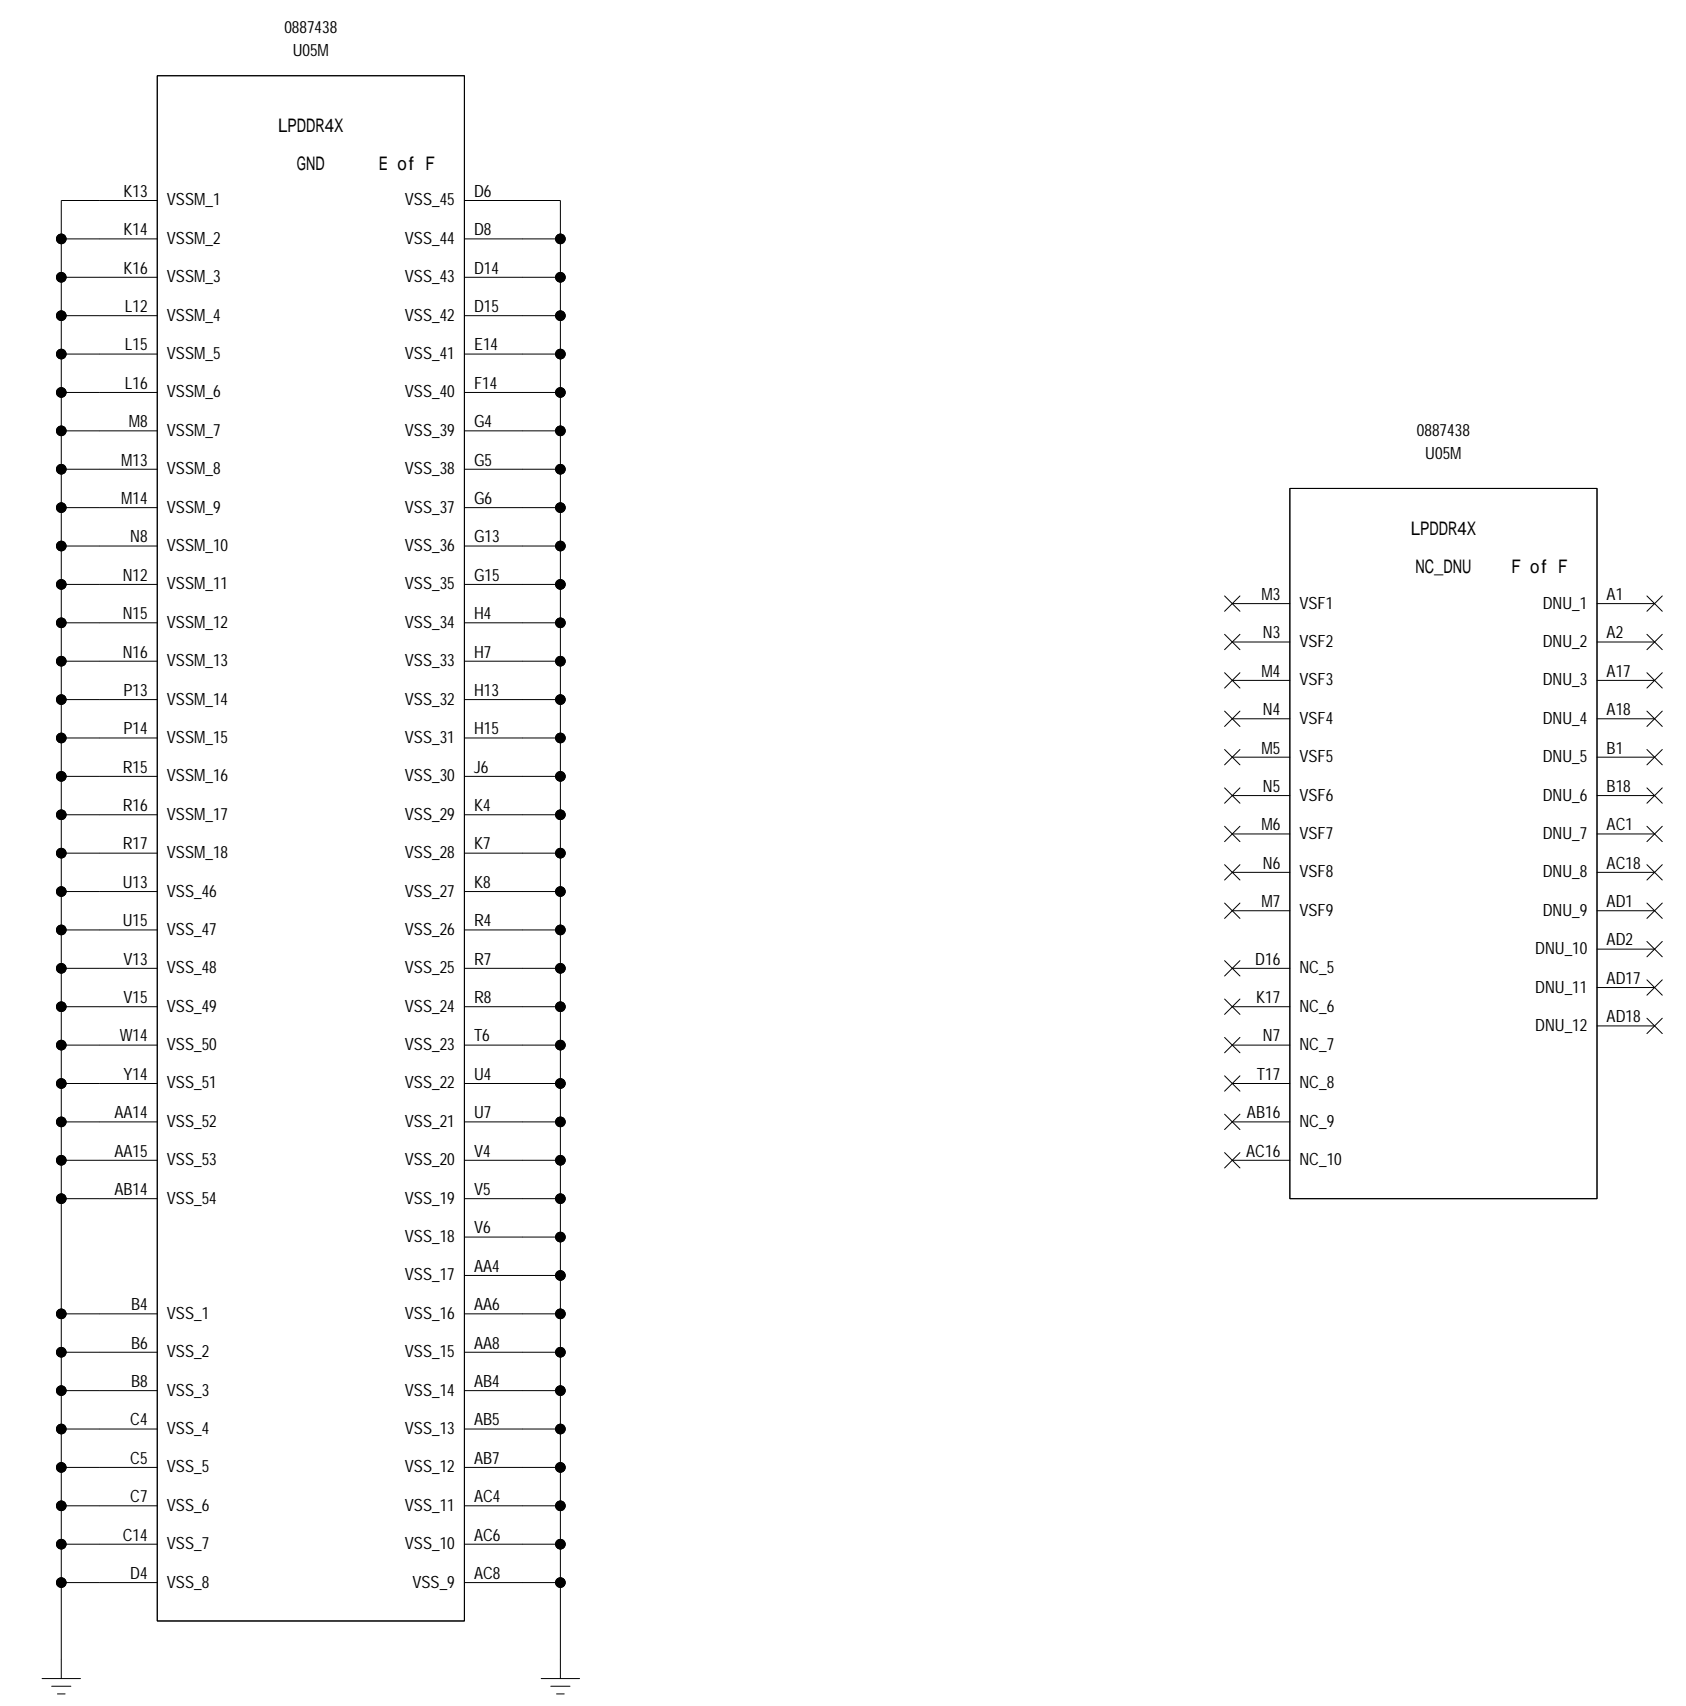 0887438
U05M
LPDDR4X
GND E of F
K13 VSSM_1 VSS_45 D6
K14 VSSM_2 VSS_44 D8
K16 VSSM_3 VSS_43 D14
L12 VSSM_4 VSS_42 D15
L15 VSSM_5 VSS_41 E14
L16 VSSM_6 VSS_40 F14
M8 VSSM_7 VSS_39 G4
M13 VSSM_8 VSS_38 G5
M14 VSSM_9 VSS_37 G6
N8 VSSM_10 VSS_36 G13
N12 VSSM_11 VSS_35 G15
N15 VSSM_12 VSS_34 H4
N16 VSSM_13 VSS_33 H7
P13 VSSM_14 VSS_32 H13
P14 VSSM_15 VSS_31 H15
R15 VSSM_16 VSS_30 J6
R16 VSSM_17 VSS_29 K4
R17 VSSM_18 VSS_28 K7
U13 VSS_46 VSS_27 K8
U15 VSS_47 VSS_26 R4
V13 VSS_48 VSS_25 R7
V15 VSS_49 VSS_24 R8
W14 VSS_50 VSS_23 T6
Y14 VSS_51 VSS_22 U4
AA14 VSS_52 VSS_21 U7
AA15 VSS_53 VSS_20 V4
AB14 VSS_54 VSS_19 V5
VSS_18 V6
VSS_17 AA4
B4 VSS_1 VSS_16 AA6
B6 VSS_2 VSS_15 AA8
B8 VSS_3 VSS_14 AB4
C4 VSS_4 VSS_13 AB5
C5 VSS_5 VSS_12 AB7
C7 VSS_6 VSS_11 AC4
C14 VSS_7 VSS_10 AC6
D4 VSS_8 VSS_9 AC8
0887438
U05M
LPDDR4X
NC_DNU F of F
M3 VSF1 DNU_1 A1
N3 VSF2 DNU_2 A2
M4 VSF3 DNU_3 A17
N4 VSF4 DNU_4 A18
M5 VSF5 DNU_5 B1
N5 VSF6 DNU_6 B18
M6 VSF7 DNU_7 AC1
N6 VSF8 DNU_8 AC18
M7 VSF9 DNU_9 AD1
DNU_10 AD2
D16 NC_5
DNU_11 AD17
K17 NC_6
DNU_12 AD18
N7 NC_7
T17 NC_8
AB16 NC_9
AC16 NC_10